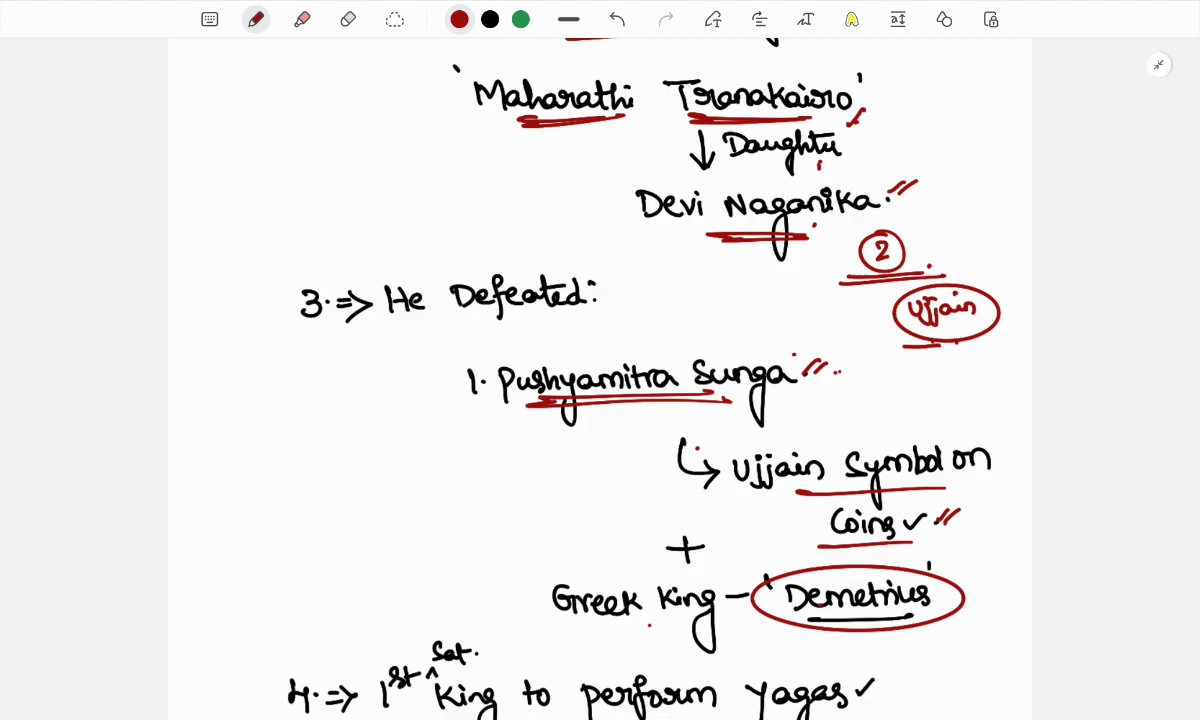 'Maharathi Tranakairo'
↓ Daughter
Devi Naganika.
2
Ujjain
3. => He Defeated:
1. Pushyamitra Sunga
↳ Ujjain Symbol on
Coins ✓
+
Greek King – 'Demetrius'
Sat.
4. => 1st ^ King to perform yagas ✓